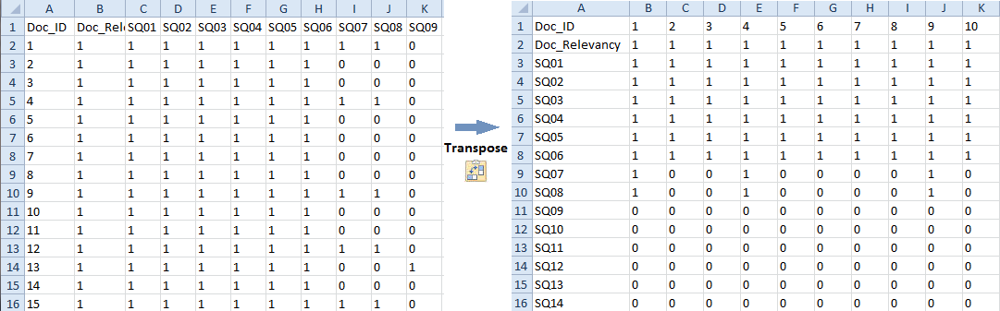 A B C D E F G H I J K
1 Doc_ID Doc_Rel SQ01 SQ02 SQ03 SQ04 SQ05 SQ06 SQ07 SQ08 SQ09
2 1 1 1 1 1 1 1 1 1 1 0
3 2 1 1 1 1 1 1 1 0 0 0
4 3 1 1 1 1 1 1 1 0 0 0
5 4 1 1 1 1 1 1 1 1 1 0
6 5 1 1 1 1 1 1 1 0 0 0
7 6 1 1 1 1 1 1 1 0 0 0
8 7 1 1 1 1 1 1 1 0 0 0
9 8 1 1 1 1 1 1 1 0 0 0
10 9 1 1 1 1 1 1 1 1 1 0
11 10 1 1 1 1 1 1 1 0 0 0
12 11 1 1 1 1 1 1 1 0 0 0
13 12 1 1 1 1 1 1 1 1 1 0
14 13 1 1 1 1 1 1 1 0 0 1
15 14 1 1 1 1 1 1 1 0 0 0
16 15 1 1 1 1 1 1 1 1 1 0
Transpose
A B C D E F G H I J K
1 Doc_ID 1 2 3 4 5 6 7 8 9 10
2 Doc_Relevancy 1 1 1 1 1 1 1 1 1 1
3 SQ01 1 1 1 1 1 1 1 1 1 1
4 SQ02 1 1 1 1 1 1 1 1 1 1
5 SQ03 1 1 1 1 1 1 1 1 1 1
6 SQ04 1 1 1 1 1 1 1 1 1 1
7 SQ05 1 1 1 1 1 1 1 1 1 1
8 SQ06 1 1 1 1 1 1 1 1 1 1
9 SQ07 1 0 0 1 0 0 0 0 1 0
10 SQ08 1 0 0 1 0 0 0 0 1 0
11 SQ09 0 0 0 0 0 0 0 0 0 0
12 SQ10 0 0 0 0 0 0 0 0 0 0
13 SQ11 0 0 0 0 0 0 0 0 0 0
14 SQ12 0 0 0 0 0 0 0 0 0 0
15 SQ13 0 0 0 0 0 0 0 0 0 0
16 SQ14 0 0 0 0 0 0 0 0 0 0